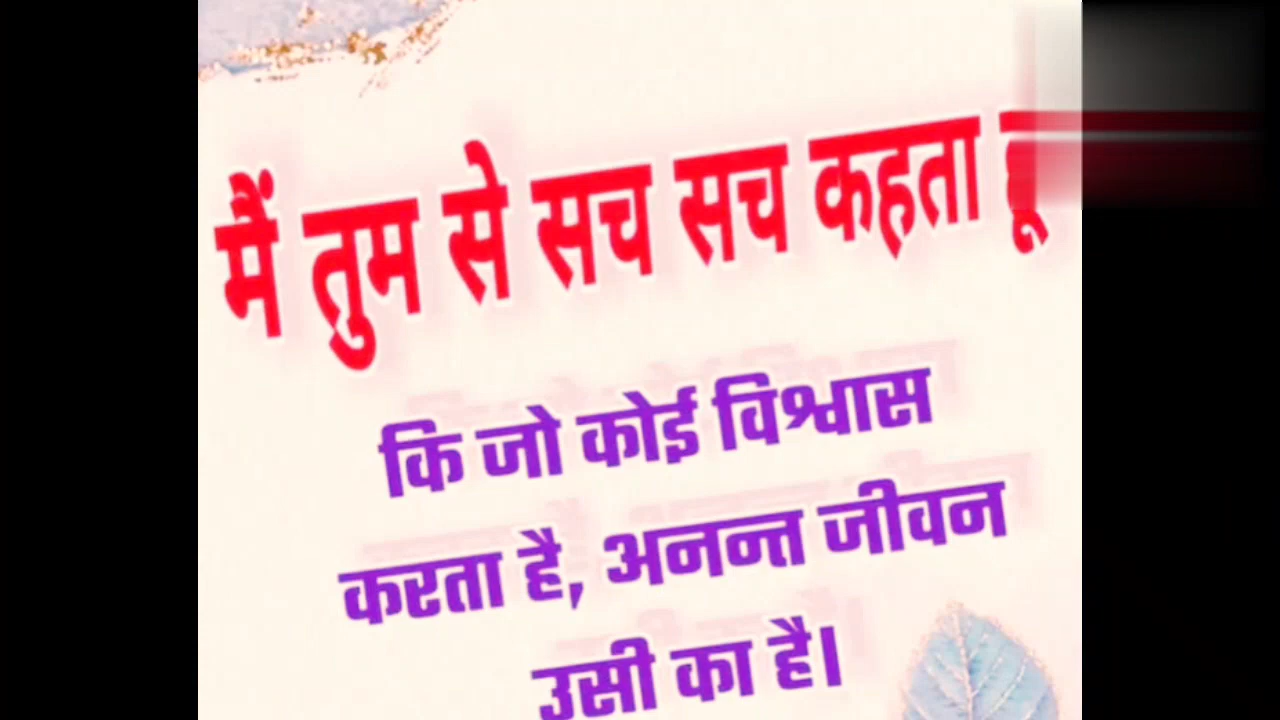 मैं तुम से सच सच कहता हूँ
कि जो कोई विश्वास
करता है, अनन्त जीवन
उसी का है।